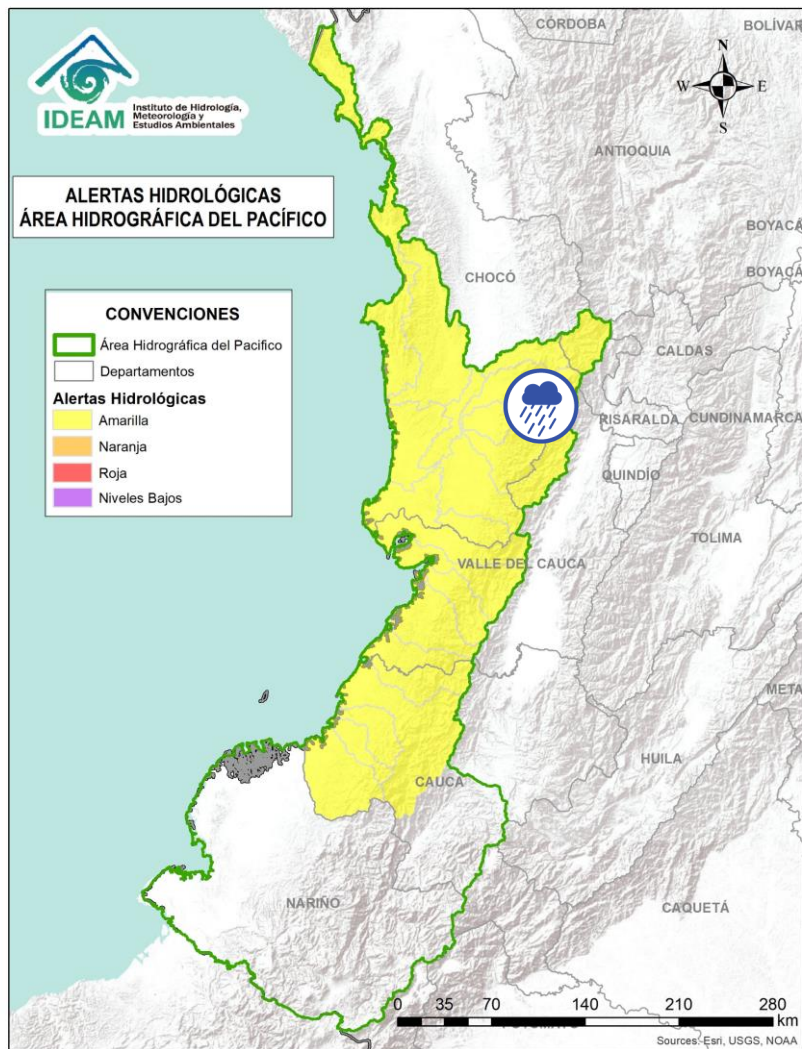 CÓRDOBA
BOLÍVAR
IDEAM
Instituto de Hidrología,
Meteorología y
Estudios Ambientales
N
W
E
S
ANTIOQUIA
ALERTAS HIDROLÓGICAS
ÁREA HIDROGRÁFICA DEL PACÍFICO
BOYACÁ
BOYACÁ
CHOCÓ
CONVENCIONES
Área Hidrográfica del Pacifico
Departamentos
Alertas Hidrológicas
Amarilla
Naranja
Roja
Niveles Bajos
CALDAS
RISARALDA
CUNDINAMARCA
QUINDÍO
TOLIMA
VALLE DEL CAUCA
META
HUILA
CAUCA
NARIÑO
CAQUETÁ
0 35 70 140 210 280
km
Sources: Esri, USGS, NOAA